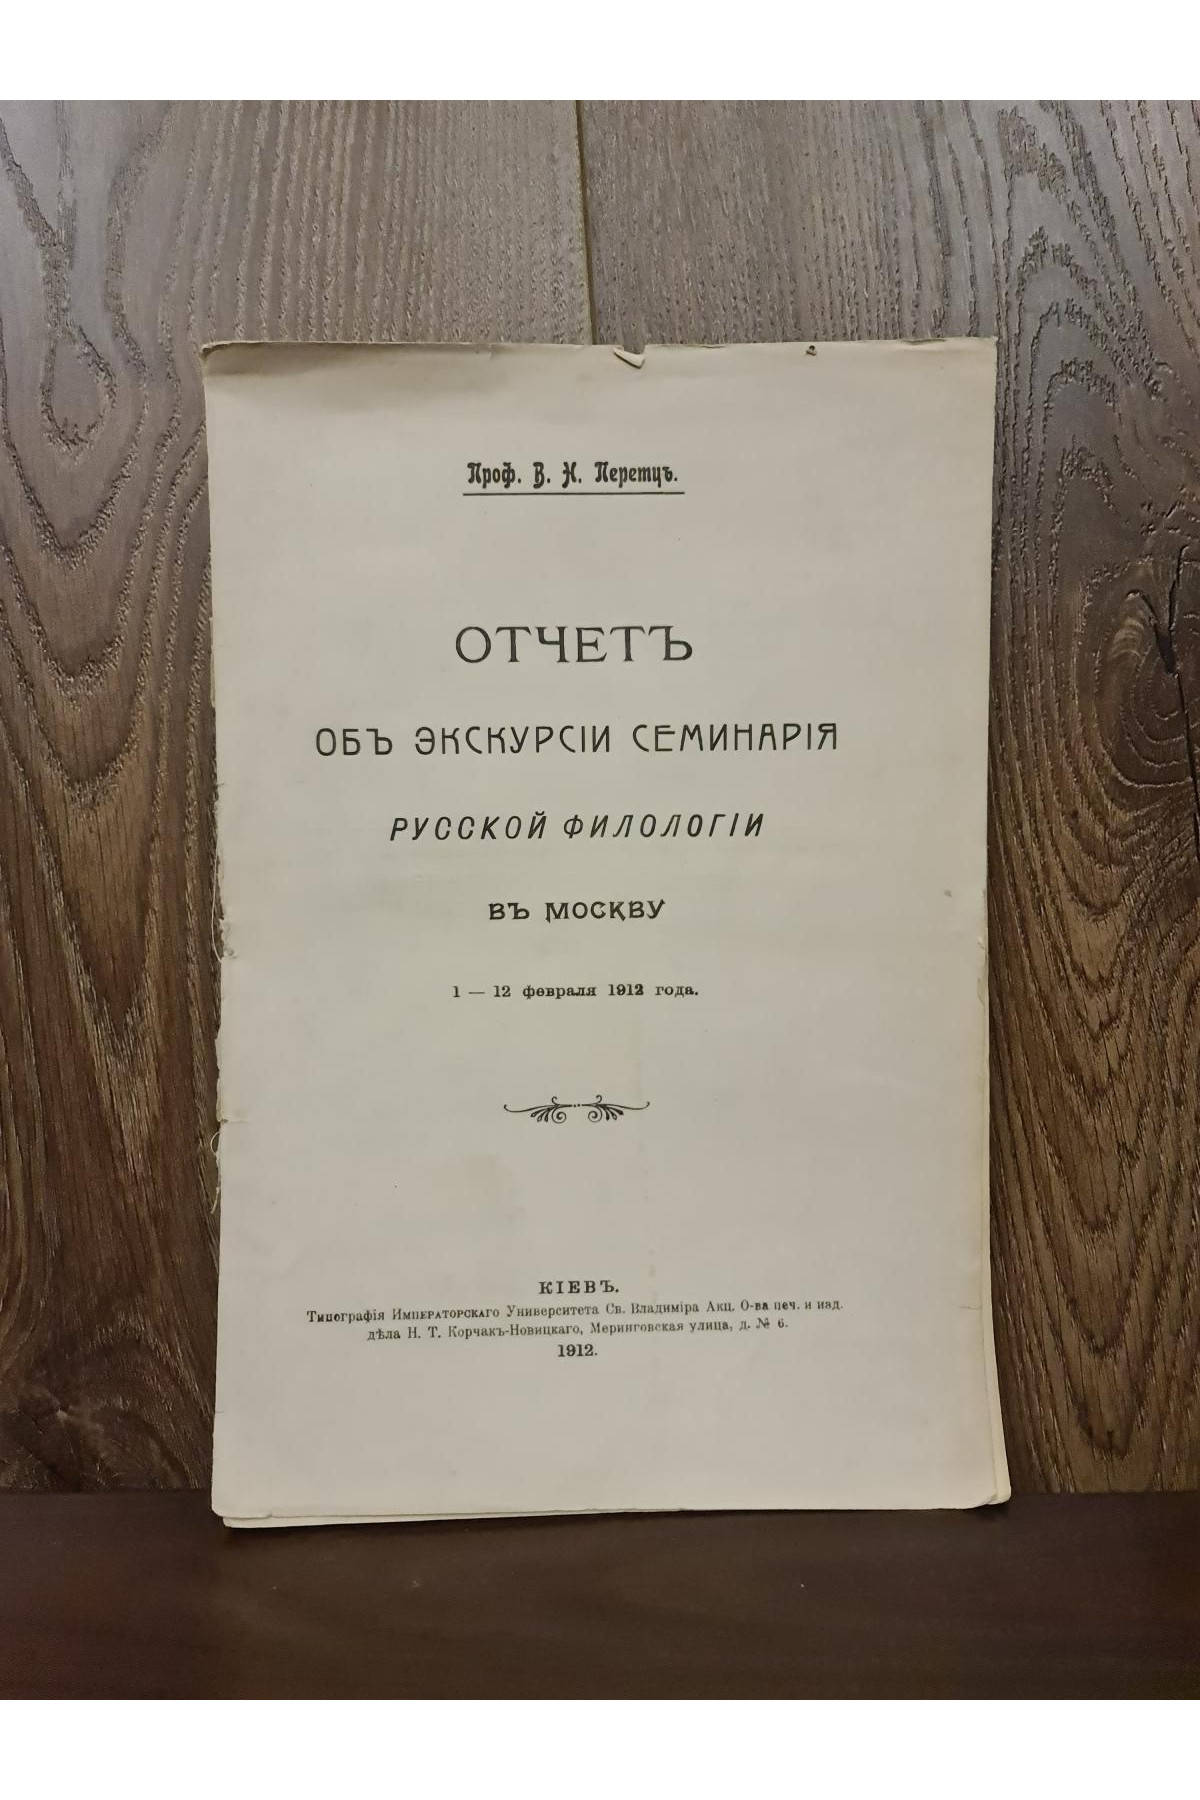 Проф. В. Н. Перетцъ.
ОТЧЕТЪ
ОБЪ ЭКСКУРСІИ СЕМИНАРІЯ
РУССКОЙ ФИЛОЛОГІИ
ВЪ МОСКВУ
1 — 12 февраля 1912 года.
КІЕВЪ.
Типографія Императорскаго Университета Св. Владиміра Акц. О-ва печ. и изд.
дѣла Н. Т. Корчакъ-Новицкаго, Меринговская улица, д. № 6.
1912.